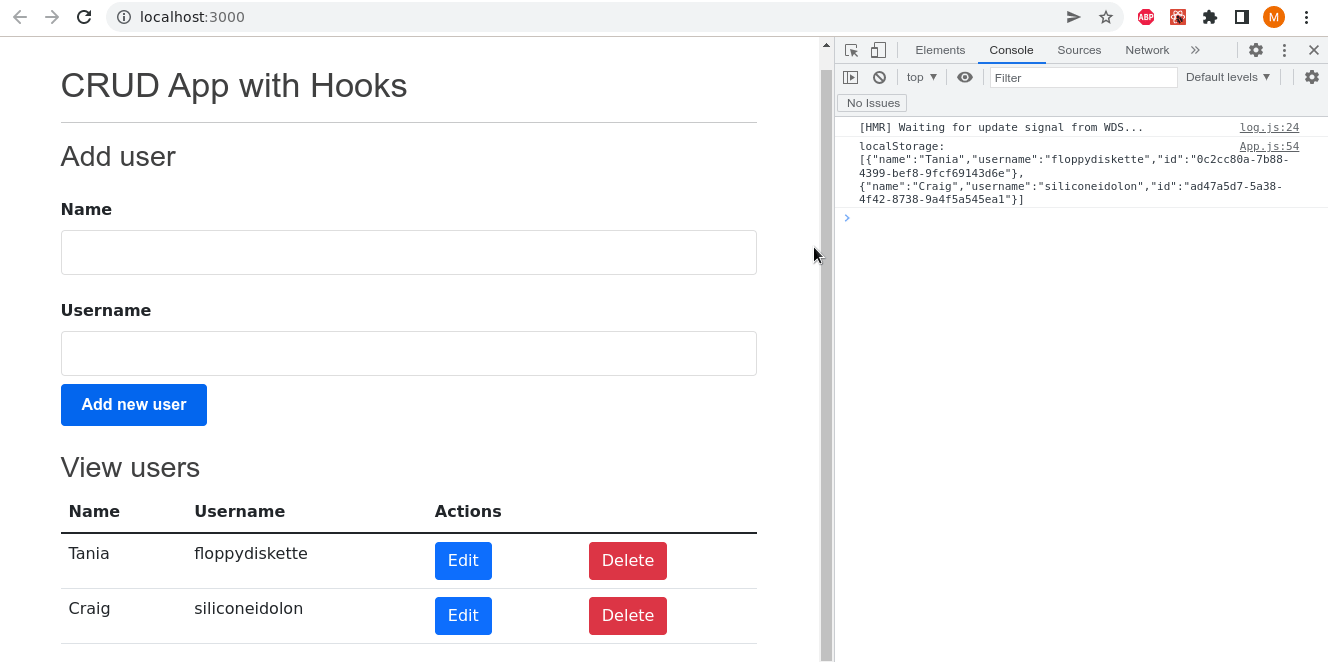 localhost:3000
ABP
M
CRUD App with Hooks
Add user
Name
Username
Add new user
View users
Name Username Actions
Tania floppydiskette Edit Delete
Craig siliconeidolon Edit Delete
Elements Console Sources Network »
top ▼ Filter Default levels ▼
No Issues
[HMR] Waiting for update signal from WDS... log.js:24
localStorage: App.js:54
[{"name":"Tania","username":"floppydiskette","id":"0c2cc80a-7b88-
4399-bef8-9fcf69143d6e"},
{"name":"Craig","username":"siliconeidolon","id":"ad47a5d7-5a38-
4f42-8738-9a4f5a545ea1"}]
>